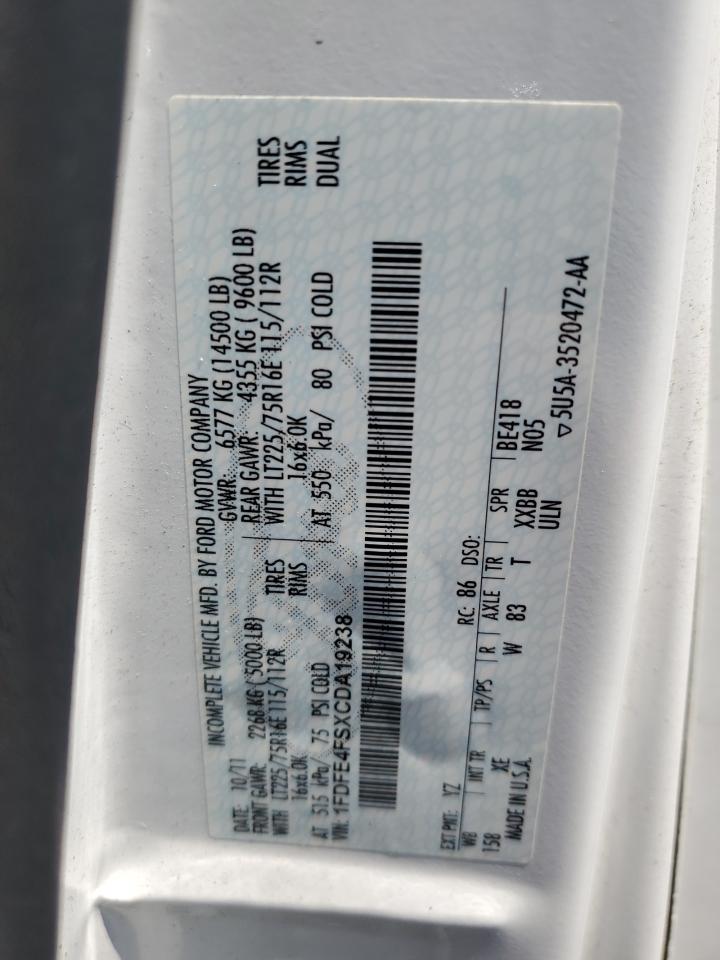 INCOMPLETE VEHICLE MFD. BY FORD MOTOR COMPANY
DATE: 10/11 GVWR: 6577 KG (14500 LB)
FRONT GAWR: 2268 KG (5000 LB) REAR GAWR: 4355 KG ( 9600 LB)
WITH LT225/75R16E 115/112R TIRES WITH LT225/75R16E 115/112R TIRES
16x6.0K RIMS 16x6.0K RIMS
AT 515 kPa/ 75 PSI COLD AT 550 kPa/ 80 PSI COLD DUAL
VIN: 1FDFE4FSXCDA19238
EXT PNT: YZ RC: 86 DSO:
WB INT TR TP/PS R AXLE TR SPR BE418
158 XE W 83 T XXBB N05
MADE IN U.S.A. ULN
▽5U5A-3520472-AA